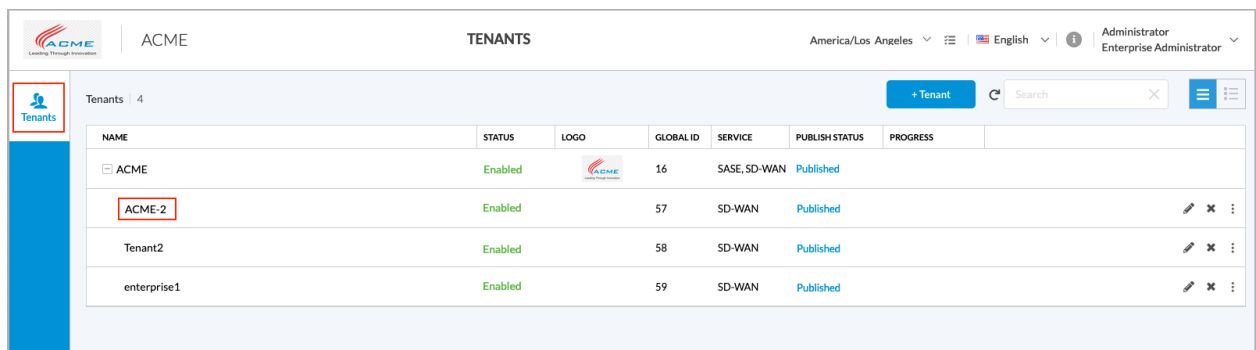 ACME
Leading Through Innovation
ACME
TENANTS
America/Los Angeles
English
Administrator
Enterprise Administrator
Tenants
Tenants 4
+ Tenant
Search
NAME STATUS LOGO GLOBAL ID SERVICE PUBLISH STATUS PROGRESS
ACME Enabled ACME Leading Through Innovation 16 SASE, SD-WAN Published
ACME-2 Enabled 57 SD-WAN Published
Tenant2 Enabled 58 SD-WAN Published
enterprise1 Enabled 59 SD-WAN Published